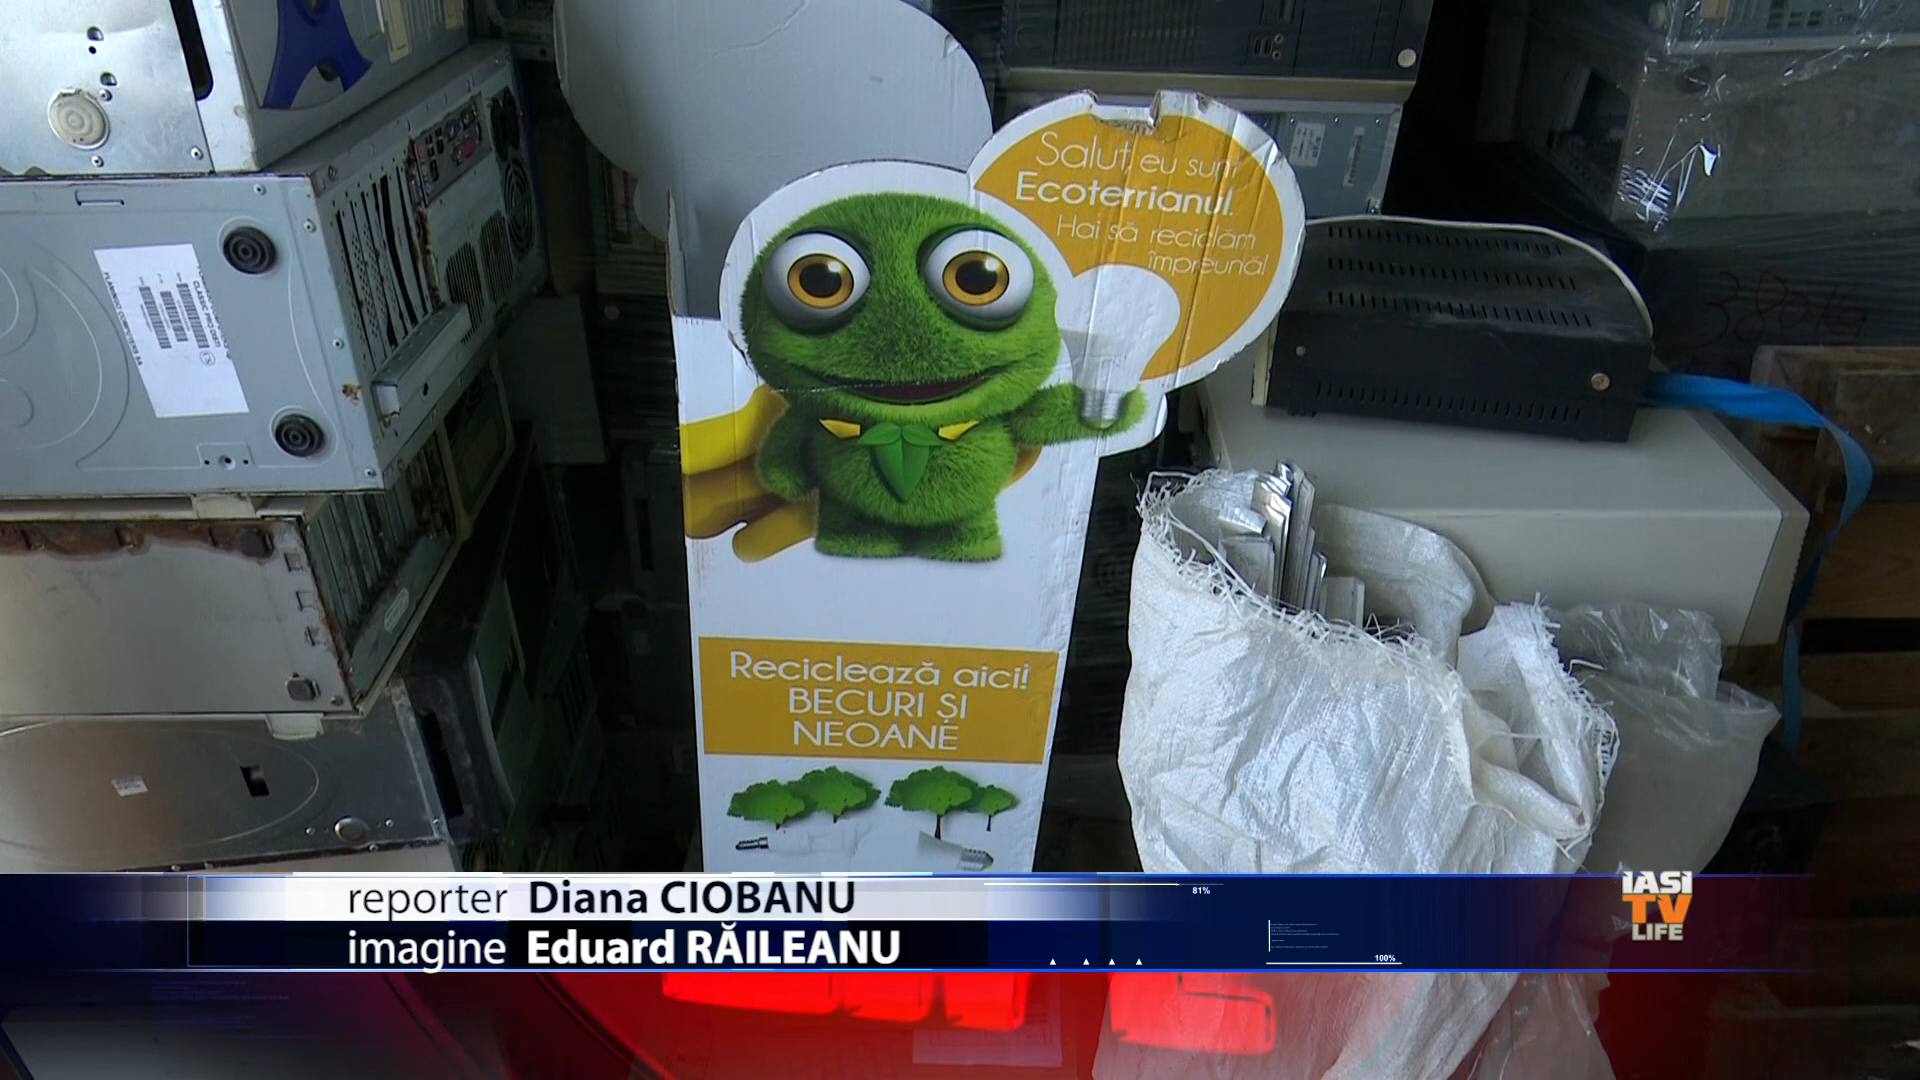 Salut, eu sunt
Ecoterrianul.
Hai să reciclăm
împreună!
Reciclează aici!
BECURI ȘI
NEOANE
reporter Diana CIOBANU
imagine Eduard RĂILEANU
81%
100%
IAȘI
TV
LIFE